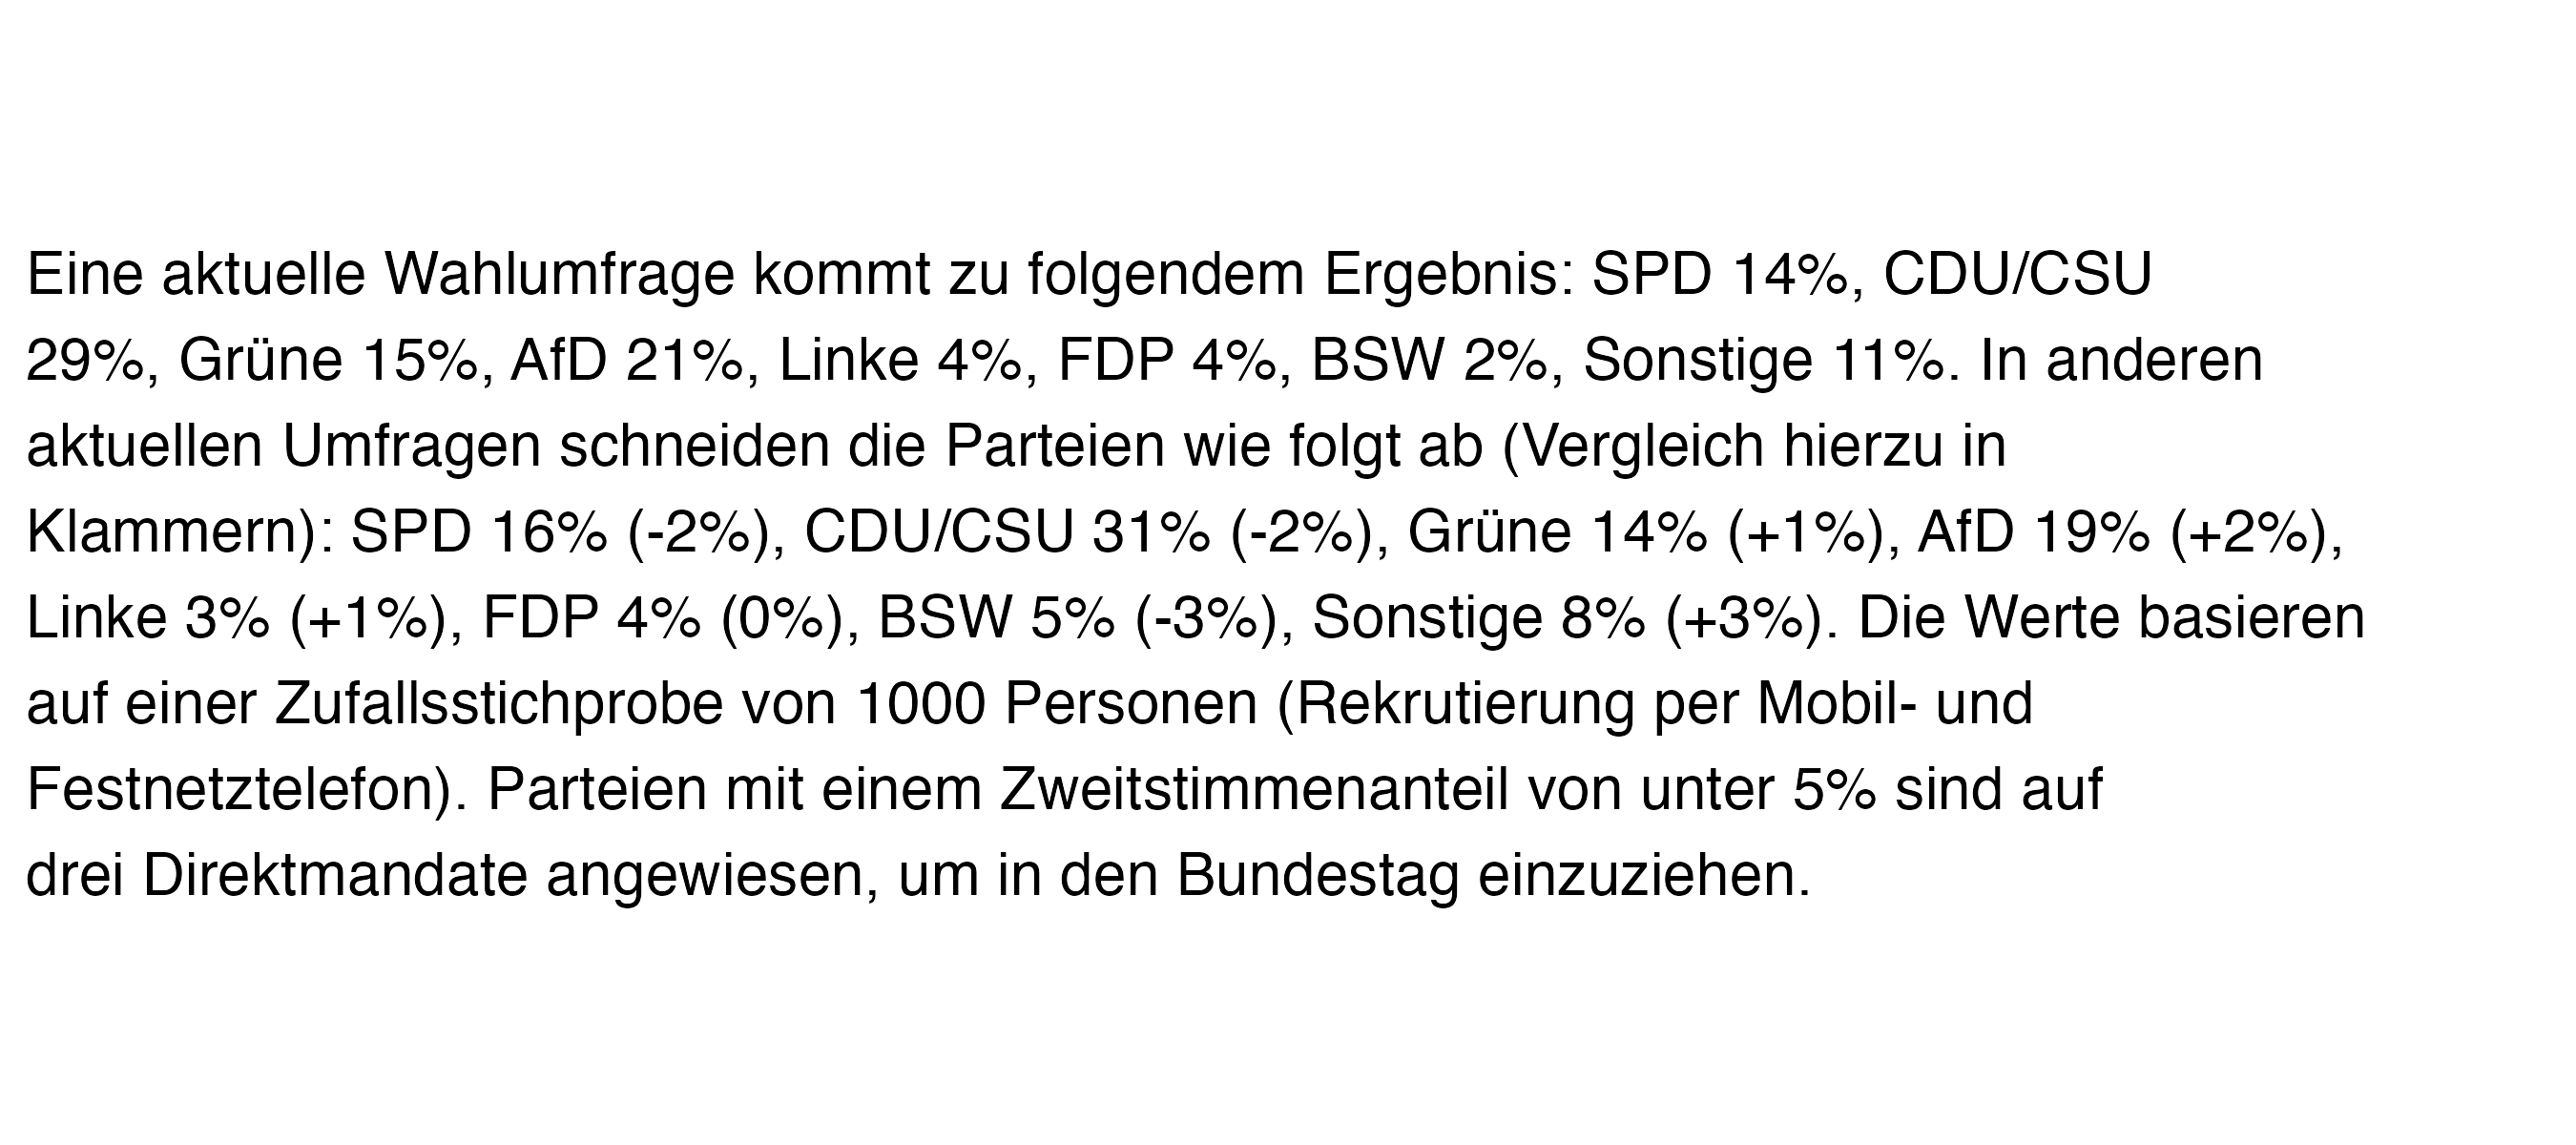 Eine aktuelle Wahlumfrage kommt zu folgendem Ergebnis: SPD 14%, CDU/CSU
29%, Grüne 15%, AfD 21%, Linke 4%, FDP 4%, BSW 2%, Sonstige 11%. In anderen
aktuellen Umfragen schneiden die Parteien wie folgt ab (Vergleich hierzu in
Klammern): SPD 16% (-2%), CDU/CSU 31% (-2%), Grüne 14% (+1%), AfD 19% (+2%),
Linke 3% (+1%), FDP 4% (0%), BSW 5% (-3%), Sonstige 8% (+3%). Die Werte basieren
auf einer Zufallsstichprobe von 1000 Personen (Rekrutierung per Mobil- und
Festnetztelefon). Parteien mit einem Zweitstimmenanteil von unter 5% sind auf
drei Direktmandate angewiesen, um in den Bundestag einzuziehen.